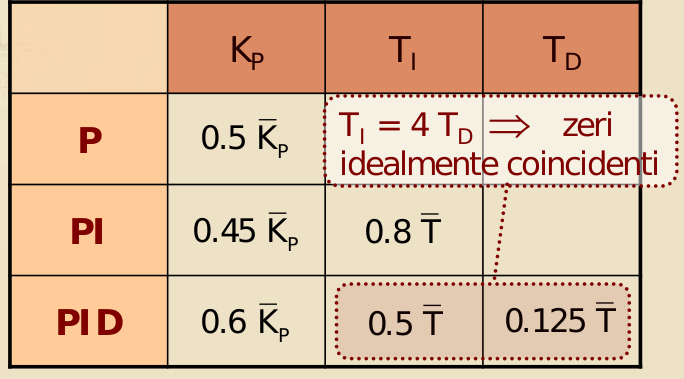 K_P T_I T_D
P 0.5 K̅_P
T_I = 4 T_D ⇒ zeri
idealmente coincidenti
PI 0.45 K̅_P 0.8 T̅
PID 0.6 K̅_P 0.5 T̅ 0.125 T̅